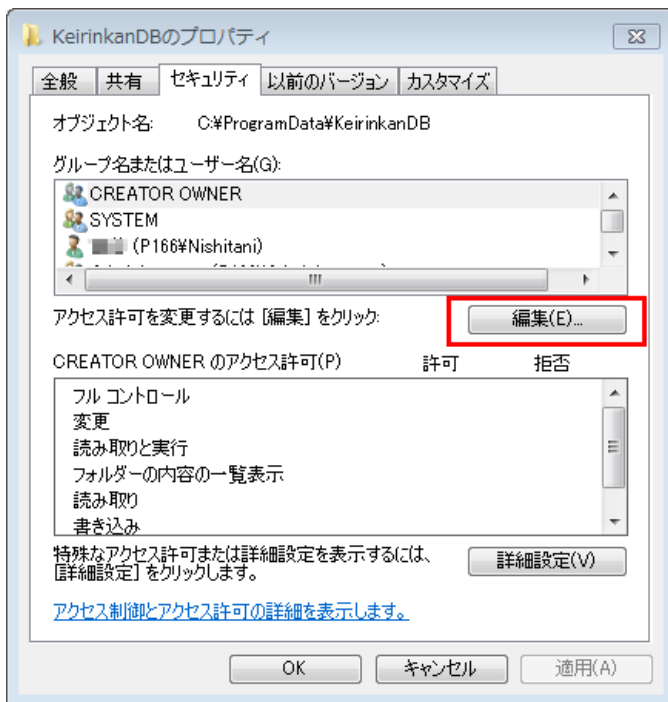 KeirinkanDBのプロパティ
全般 共有 セキュリティ 以前のバージョン カスタマイズ
オブジェクト名: C:¥ProgramData¥KeirinkanDB
グループ名またはユーザー名(G):
CREATOR OWNER
SYSTEM
(P166¥Nishitani)
アクセス許可を変更するには [編集] をクリック:
編集(E)...
CREATOR OWNER のアクセス許可(P) 許可 拒否
フル コントロール
変更
読み取りと実行
フォルダーの内容の一覧表示
読み取り
書き込み
特殊なアクセス許可または詳細設定を表示するには、
[詳細設定] をクリックします。
詳細設定(V)
アクセス制御とアクセス許可の詳細を表示します。
OK キャンセル 適用(A)